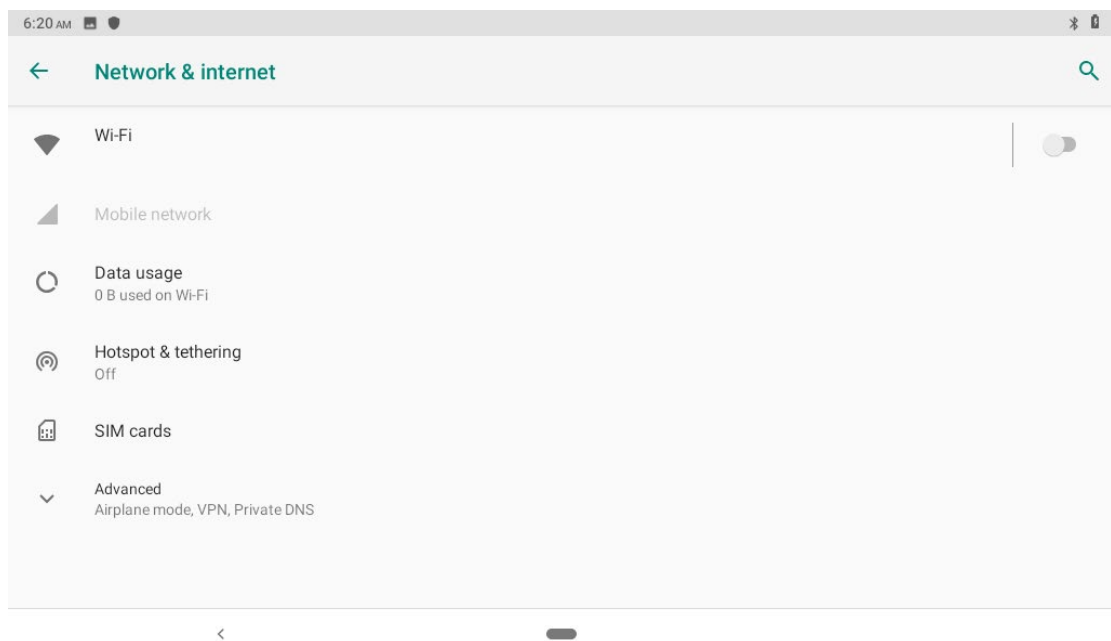 6:20 AM
Network & internet
Wi-Fi
Mobile network
Data usage
0 B used on Wi-Fi
Hotspot & tethering
Off
SIM cards
Advanced
Airplane mode, VPN, Private DNS